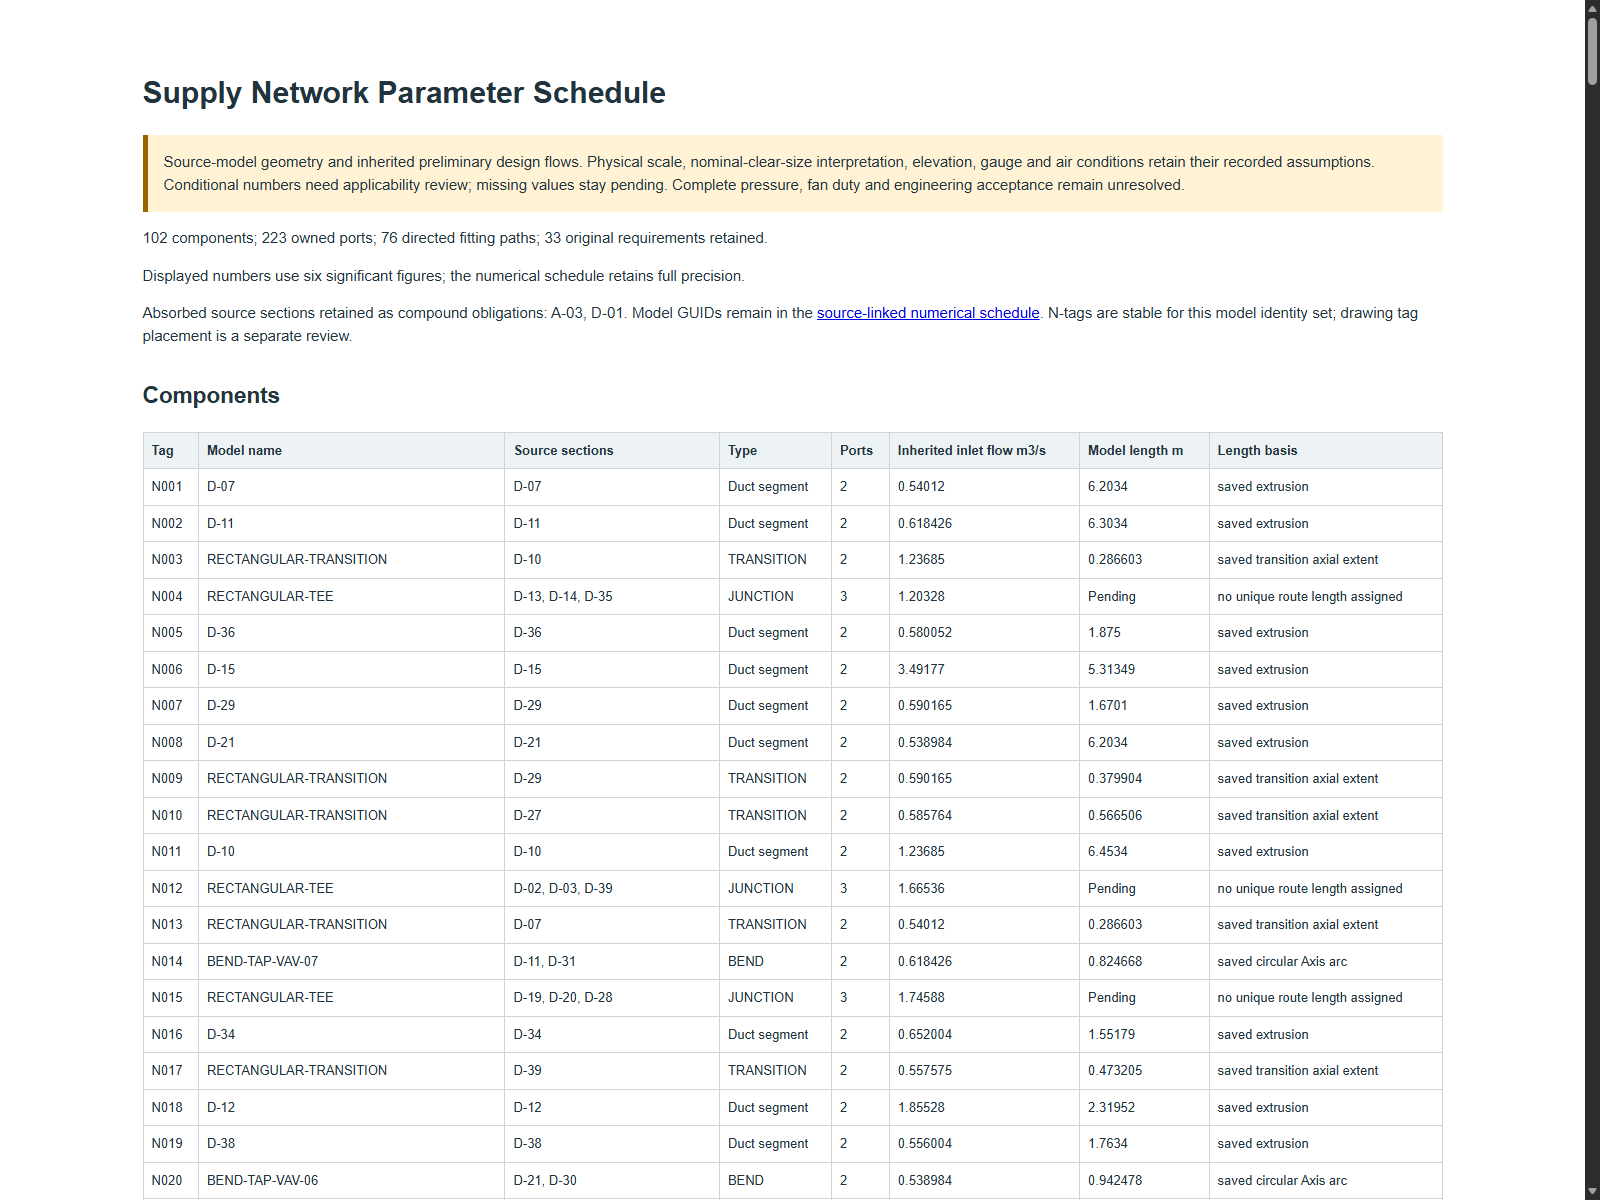 Supply Network Parameter Schedule
Source-model geometry and inherited preliminary design flows. Physical scale, nominal-clear-size interpretation, elevation, gauge and air conditions retain their recorded assumptions.
Conditional numbers need applicability review; missing values stay pending. Complete pressure, fan duty and engineering acceptance remain unresolved.
102 components; 223 owned ports; 76 directed fitting paths; 33 original requirements retained.
Displayed numbers use six significant figures; the numerical schedule retains full precision.
Absorbed source sections retained as compound obligations: A-03, D-01. Model GUIDs remain in the source-linked numerical schedule. N-tags are stable for this model identity set; drawing tag
placement is a separate review.
Components
Tag Model name Source sections Type Ports Inherited inlet flow m3/s Model length m Length basis
N001 D-07 D-07 Duct segment 2 0.54012 6.2034 saved extrusion
N002 D-11 D-11 Duct segment 2 0.618426 6.3034 saved extrusion
N003 RECTANGULAR-TRANSITION D-10 TRANSITION 2 1.23685 0.286603 saved transition axial extent
N004 RECTANGULAR-TEE D-13, D-14, D-35 JUNCTION 3 1.20328 Pending no unique route length assigned
N005 D-36 D-36 Duct segment 2 0.580052 1.875 saved extrusion
N006 D-15 D-15 Duct segment 2 3.49177 5.31349 saved extrusion
N007 D-29 D-29 Duct segment 2 0.590165 1.6701 saved extrusion
N008 D-21 D-21 Duct segment 2 0.538984 6.2034 saved extrusion
N009 RECTANGULAR-TRANSITION D-29 TRANSITION 2 0.590165 0.379904 saved transition axial extent
N010 RECTANGULAR-TRANSITION D-27 TRANSITION 2 0.585764 0.566506 saved transition axial extent
N011 D-10 D-10 Duct segment 2 1.23685 6.4534 saved extrusion
N012 RECTANGULAR-TEE D-02, D-03, D-39 JUNCTION 3 1.66536 Pending no unique route length assigned
N013 RECTANGULAR-TRANSITION D-07 TRANSITION 2 0.54012 0.286603 saved transition axial extent
N014 BEND-TAP-VAV-07 D-11, D-31 BEND 2 0.618426 0.824668 saved circular Axis arc
N015 RECTANGULAR-TEE D-19, D-20, D-28 JUNCTION 3 1.74588 Pending no unique route length assigned
N016 D-34 D-34 Duct segment 2 0.652004 1.55179 saved extrusion
N017 RECTANGULAR-TRANSITION D-39 TRANSITION 2 0.557575 0.473205 saved transition axial extent
N018 D-12 D-12 Duct segment 2 1.85528 2.31952 saved extrusion
N019 D-38 D-38 Duct segment 2 0.556004 1.7634 saved extrusion
N020 BEND-TAP-VAV-06 D-21, D-30 BEND 2 0.538984 0.942478 saved circular Axis arc